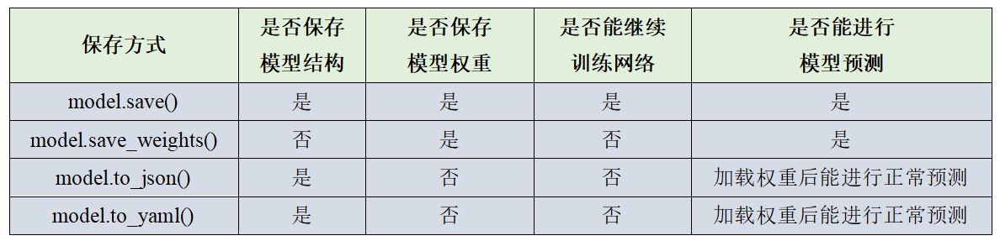 保存方式 是否保存 是否保存 是否能继续 是否能进行
模型结构 模型权重 训练网络 模型预测
model.save() 是 是 是 是
model.save_weights() 否 是 否 是
model.to_json() 是 否 否 加载权重后能进行正常预测
model.to_yaml() 是 否 否 加载权重后能进行正常预测